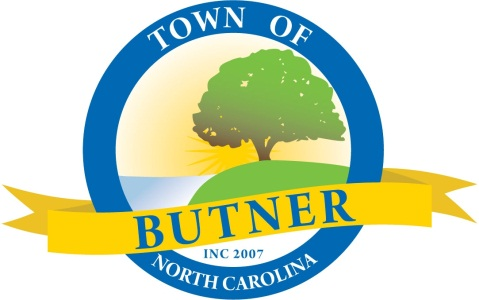 TOWN OF
BUTNER
INC 2007
NORTH CAROLINA